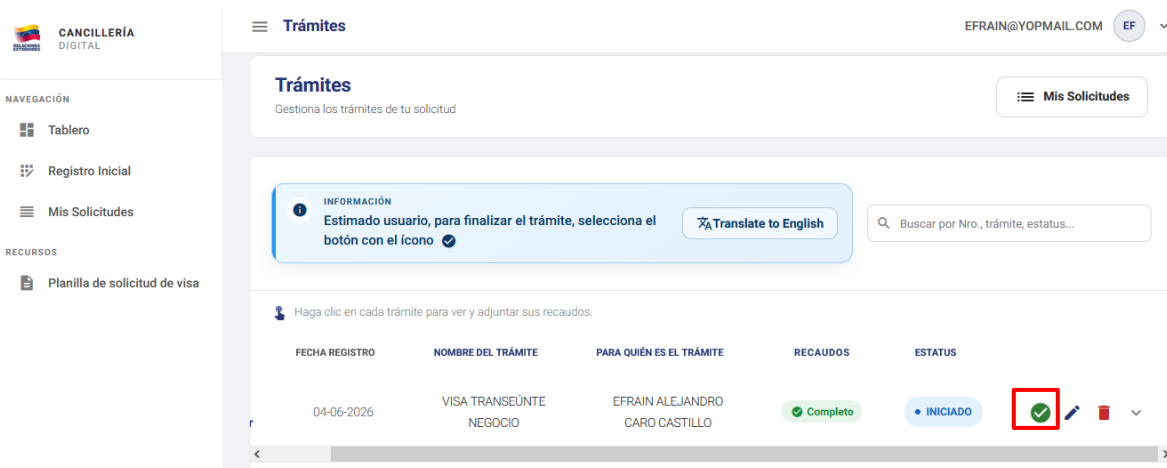 CANCILLERÍA
DIGITAL
RELACIONES
EXTERIORES
Trámites
EFRAIN@YOPMAIL.COM
EF
NAVEGACIÓN
Tablero
Registro Inicial
Mis Solicitudes
RECURSOS
Planilla de solicitud de visa
Trámites
Gestiona los trámites de tu solicitud
Mis Solicitudes
INFORMACIÓN
Estimado usuario, para finalizar el trámite, selecciona el
botón con el ícono
Translate to English
Buscar por Nro., trámite, estatus...
Haga clic en cada trámite para ver y adjuntar sus recaudos.
FECHA REGISTRO NOMBRE DEL TRÁMITE PARA QUIÉN ES EL TRÁMITE RECAUDOS ESTATUS
04-06-2026
VISA TRANSEÚNTE
NEGOCIO
EFRAIN ALEJANDRO
CARO CASTILLO
Completo
INICIADO